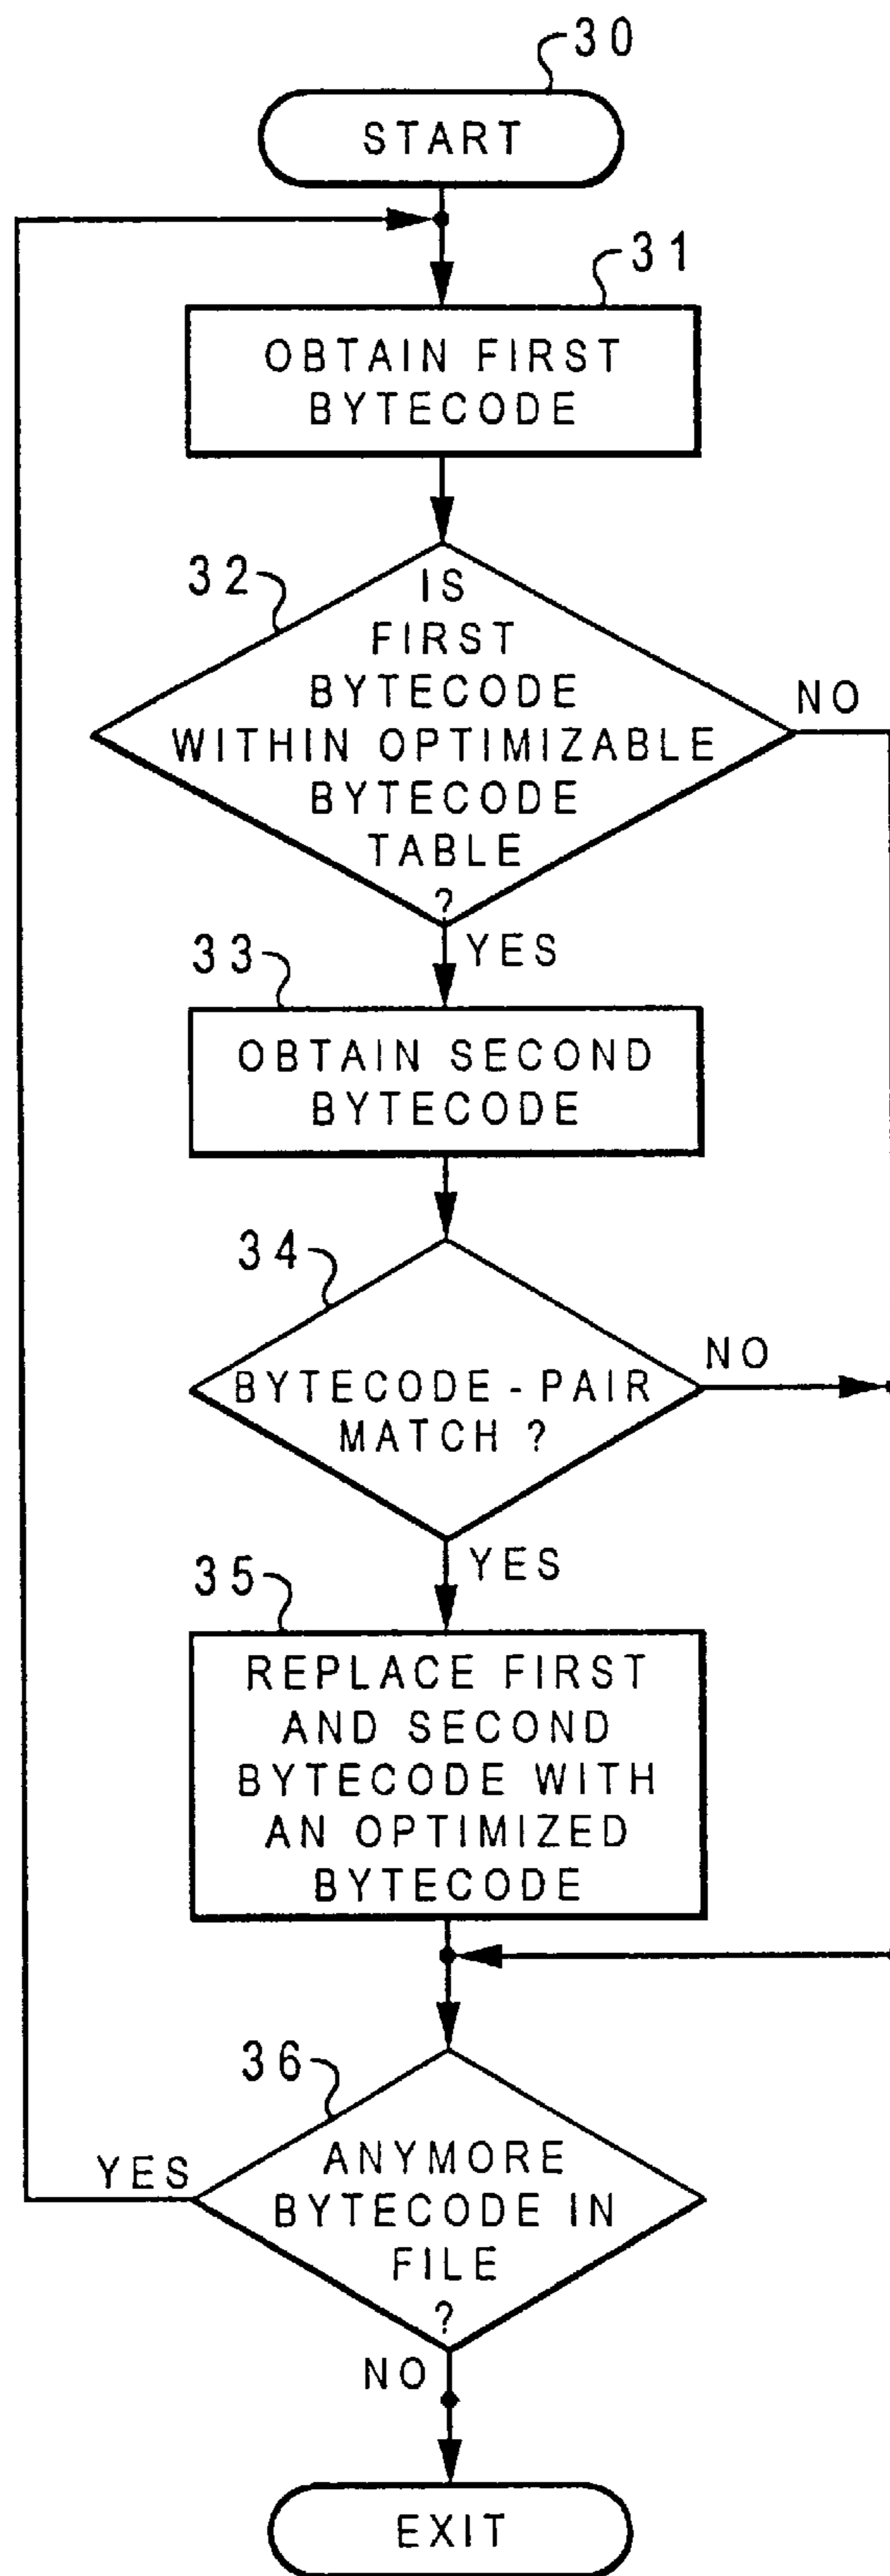 30
START
31
OBTAIN FIRST
BYTECODE
32
IS
FIRST
BYTECODE
WITHIN OPTIMIZABLE
BYTECODE
TABLE
?
NO
YES
33
OBTAIN SECOND
BYTECODE
34
BYTECODE - PAIR
MATCH ?
NO
YES
35
REPLACE FIRST
AND SECOND
BYTECODE WITH
AN OPTIMIZED
BYTECODE
36
ANYMORE
BYTECODE IN
FILE
?
YES
NO
EXIT